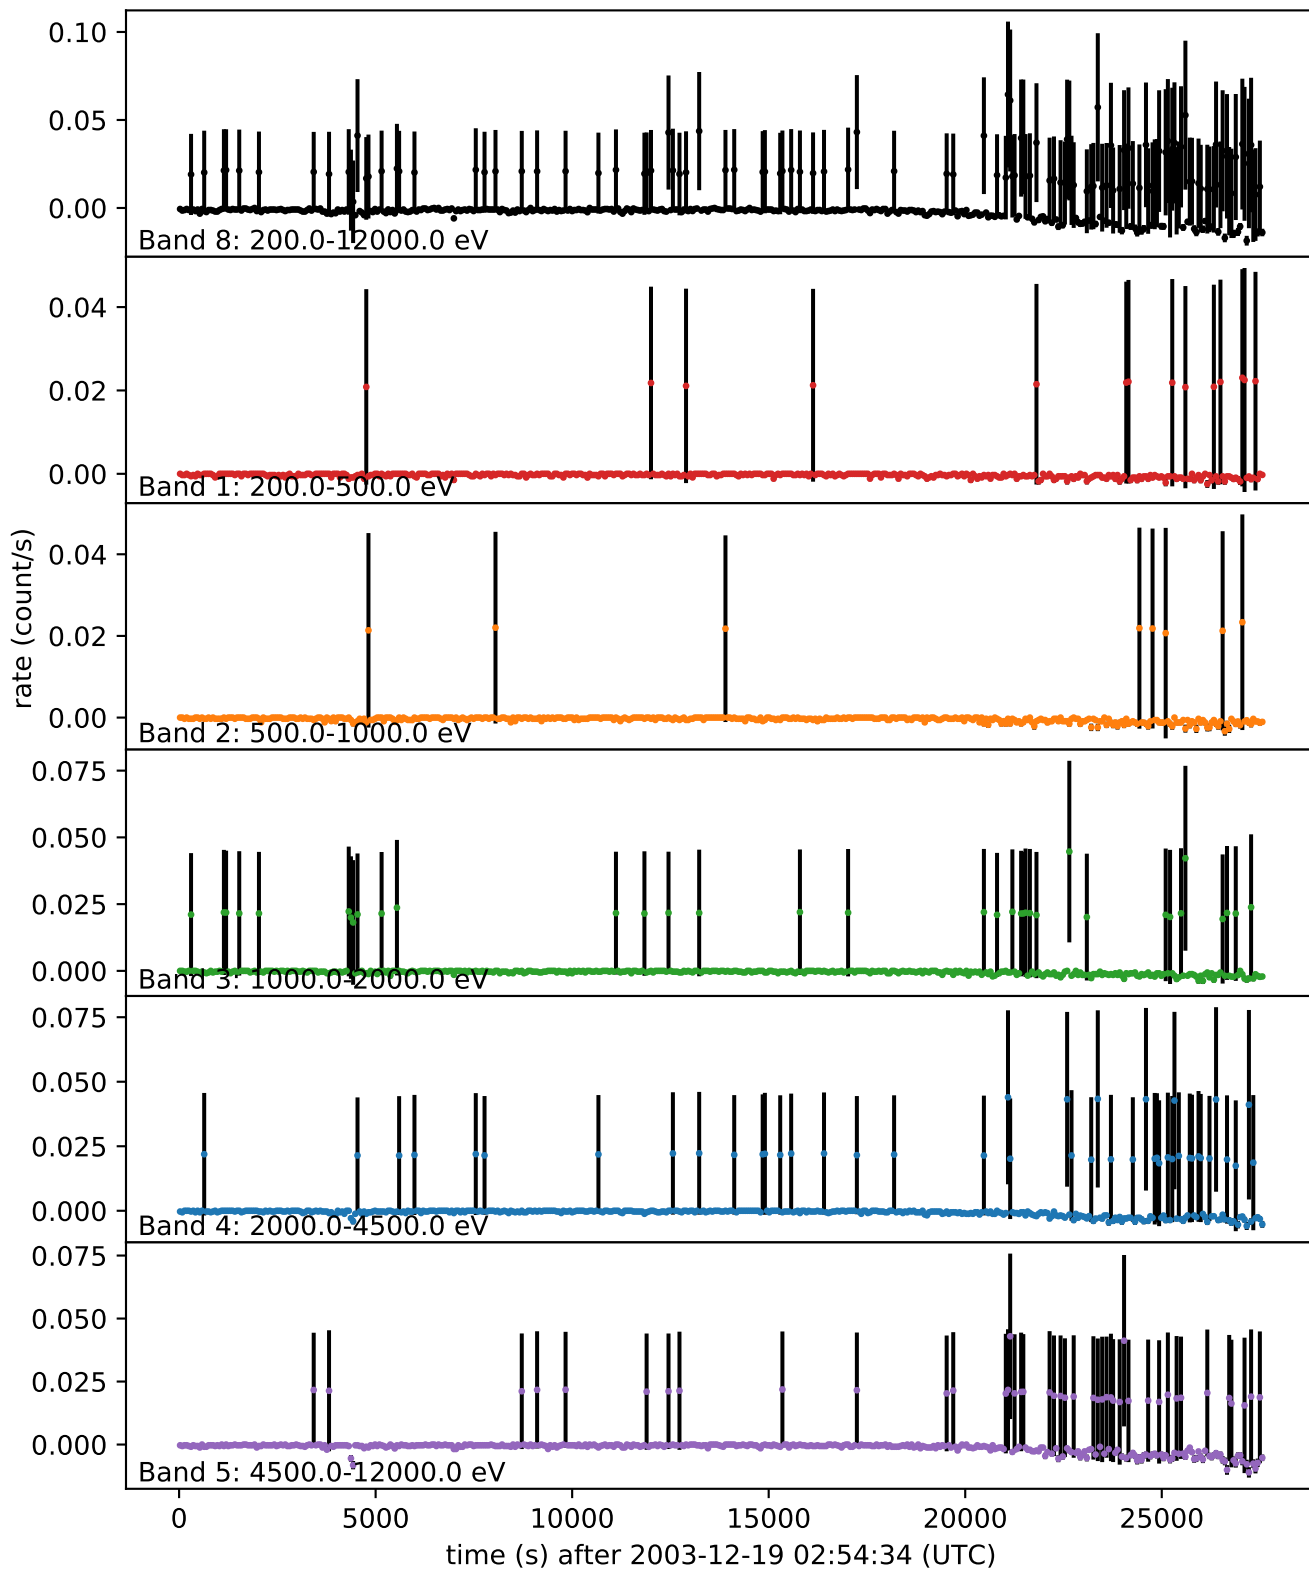 0.10
0.05
0.00
Band 8: 200.0-12000.0 eV
0.04
0.02
0.00
Band 1: 200.0-500.0 eV
rate (count/s)
0.04
0.02
0.00
Band 2: 500.0-1000.0 eV
0.075
0.050
0.025
0.000
Band 3: 1000.0-2000.0 eV
0.075
0.050
0.025
0.000
Band 4: 2000.0-4500.0 eV
0.075
0.050
0.025
0.000
Band 5: 4500.0-12000.0 eV
0 5000 10000 15000 20000 25000
time (s) after 2003-12-19 02:54:34 (UTC)